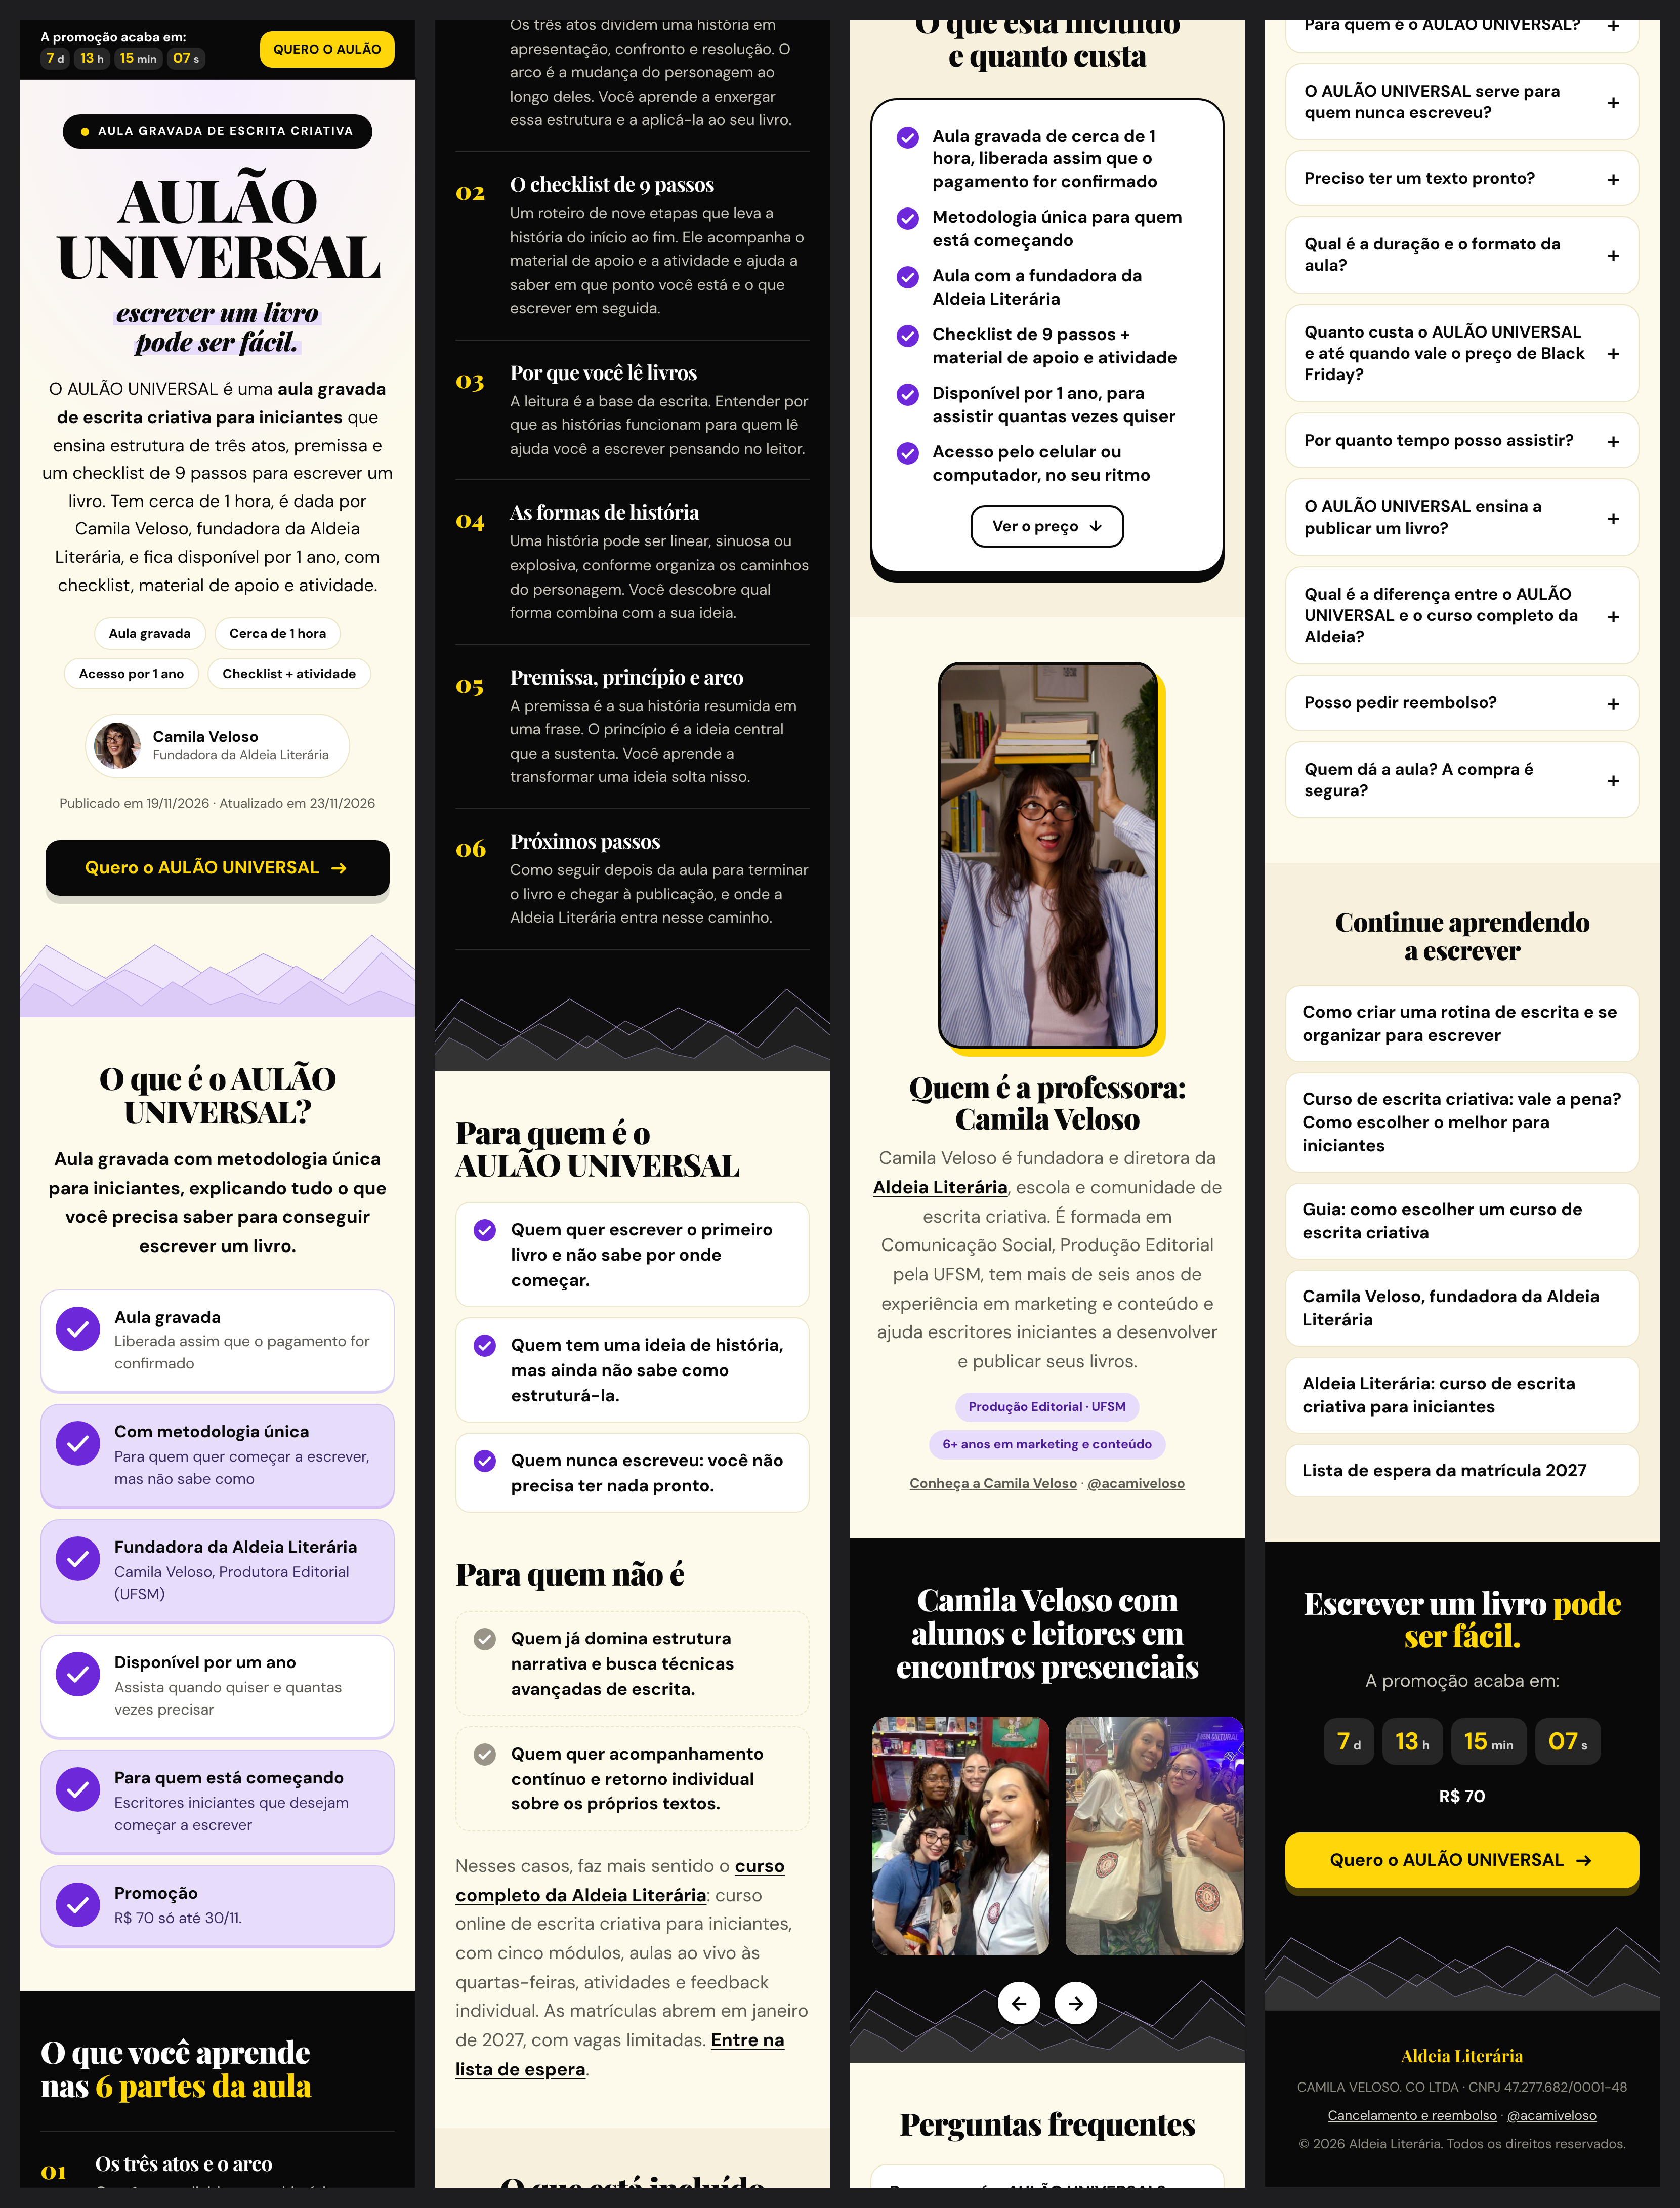 A promoção acaba em:
7 d 13 h 15 min 07 s
QUERO O AULÃO
AULA GRAVADA DE ESCRITA CRIATIVA
AULÃO
UNIVERSAL
escrever um livro
pode ser fácil.
O AULÃO UNIVERSAL é uma aula gravada
de escrita criativa para iniciantes que
ensina estrutura de três atos, premissa e
um checklist de 9 passos para escrever um
livro. Tem cerca de 1 hora, é dada por
Camila Veloso, fundadora da Aldeia
Literária, e fica disponível por 1 ano, com
checklist, material de apoio e atividade.
Aula gravada
Cerca de 1 hora
Acesso por 1 ano
Checklist + atividade
Camila Veloso
Fundadora da Aldeia Literária
Publicado em 19/11/2026 · Atualizado em 23/11/2026
Quero o AULÃO UNIVERSAL →
O que é o AULÃO
UNIVERSAL?
Aula gravada com metodologia única
para iniciantes, explicando tudo o que
você precisa saber para conseguir
escrever um livro.
Aula gravada
Liberada assim que o pagamento for
confirmado
Com metodologia única
Para quem quer começar a escrever,
mas não sabe como
Fundadora da Aldeia Literária
Camila Veloso, Produtora Editorial
(UFSM)
Disponível por um ano
Assista quando quiser e quantas
vezes precisar
Para quem está começando
Escritores iniciantes que desejam
começar a escrever
Promoção
R$ 70 só até 30/11.
O que você aprende
nas 6 partes da aula
01
Os três atos e o arco
Os três atos dividem uma história em
apresentação, confronto e resolução. O
arco é a mudança do personagem ao
longo deles. Você aprende a enxergar
essa estrutura e a aplicá-la ao seu livro.
02
O checklist de 9 passos
Um roteiro de nove etapas que leva a
história do início ao fim. Ele acompanha o
material de apoio e a atividade e ajuda a
saber em que ponto você está e o que
escrever em seguida.
03
Por que você lê livros
A leitura é a base da escrita. Entender por
que as histórias funcionam para quem lê
ajuda você a escrever pensando no leitor.
04
As formas de história
Uma história pode ser linear, sinuosa ou
explosiva, conforme organiza os caminhos
do personagem. Você descobre qual
forma combina com a sua ideia.
05
Premissa, princípio e arco
A premissa é a sua história resumida em
uma frase. O princípio é a ideia central
que a sustenta. Você aprende a
transformar uma ideia solta nisso.
06
Próximos passos
Como seguir depois da aula para terminar
o livro e chegar à publicação, e onde a
Aldeia Literária entra nesse caminho.
Para quem é o
AULÃO UNIVERSAL
Quem quer escrever o primeiro
livro e não sabe por onde
começar.
Quem tem uma ideia de história,
mas ainda não sabe como
estruturá-la.
Quem nunca escreveu: você não
precisa ter nada pronto.
Para quem não é
Quem já domina estrutura
narrativa e busca técnicas
avançadas de escrita.
Quem quer acompanhamento
contínuo e retorno individual
sobre os próprios textos.
Nesses casos, faz mais sentido o curso
completo da Aldeia Literária: curso
online de escrita criativa para iniciantes,
com cinco módulos, aulas ao vivo às
quartas-feiras, atividades e feedback
individual. As matrículas abrem em janeiro
de 2027, com vagas limitadas. Entre na
lista de espera.
O que está incluído
O que está incluído
e quanto custa
Aula gravada de cerca de 1
hora, liberada assim que o
pagamento for confirmado
Metodologia única para quem
está começando
Aula com a fundadora da
Aldeia Literária
Checklist de 9 passos +
material de apoio e atividade
Disponível por 1 ano, para
assistir quantas vezes quiser
Acesso pelo celular ou
computador, no seu ritmo
Ver o preço ↓
Quem é a professora:
Camila Veloso
Camila Veloso é fundadora e diretora da
Aldeia Literária, escola e comunidade de
escrita criativa. É formada em
Comunicação Social, Produção Editorial
pela UFSM, tem mais de seis anos de
experiência em marketing e conteúdo e
ajuda escritores iniciantes a desenvolver
e publicar seus livros.
Produção Editorial · UFSM
6+ anos em marketing e conteúdo
Conheça a Camila Veloso · @acamiveloso
Camila Veloso com
alunos e leitores em
encontros presenciais
← →
Perguntas frequentes
Para quem é o AULÃO UNIVERSAL? +
O AULÃO UNIVERSAL serve para
quem nunca escreveu? +
Preciso ter um texto pronto? +
Qual é a duração e o formato da
aula? +
Quanto custa o AULÃO UNIVERSAL
e até quando vale o preço de Black
Friday? +
Por quanto tempo posso assistir? +
O AULÃO UNIVERSAL ensina a
publicar um livro? +
Qual é a diferença entre o AULÃO
UNIVERSAL e o curso completo da
Aldeia? +
Posso pedir reembolso? +
Quem dá a aula? A compra é
segura? +
Continue aprendendo
a escrever
Como criar uma rotina de escrita e se
organizar para escrever
Curso de escrita criativa: vale a pena?
Como escolher o melhor para
iniciantes
Guia: como escolher um curso de
escrita criativa
Camila Veloso, fundadora da Aldeia
Literária
Aldeia Literária: curso de escrita
criativa para iniciantes
Lista de espera da matrícula 2027
Escrever um livro pode
ser fácil.
A promoção acaba em:
7 d 13 h 15 min 07 s
R$ 70
Quero o AULÃO UNIVERSAL →
Aldeia Literária
CAMILA VELOSO. CO LTDA · CNPJ 47.277.682/0001-48
Cancelamento e reembolso · @acamiveloso
© 2026 Aldeia Literária. Todos os direitos reservados.